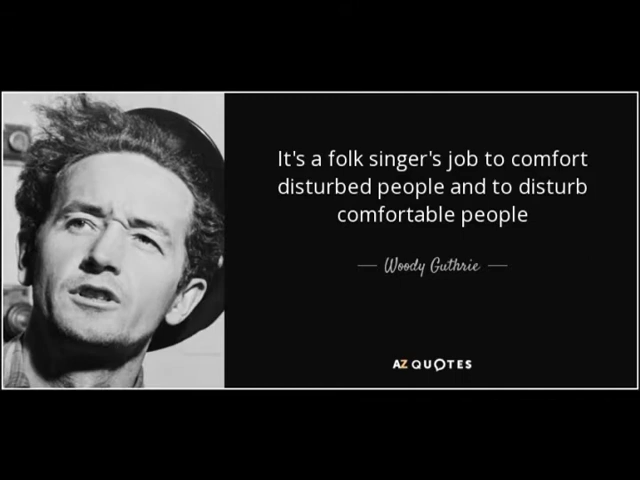 It's a folk singer's job to comfort
disturbed people and to disturb
comfortable people
— Woody Guthrie —
AZ QUOTES